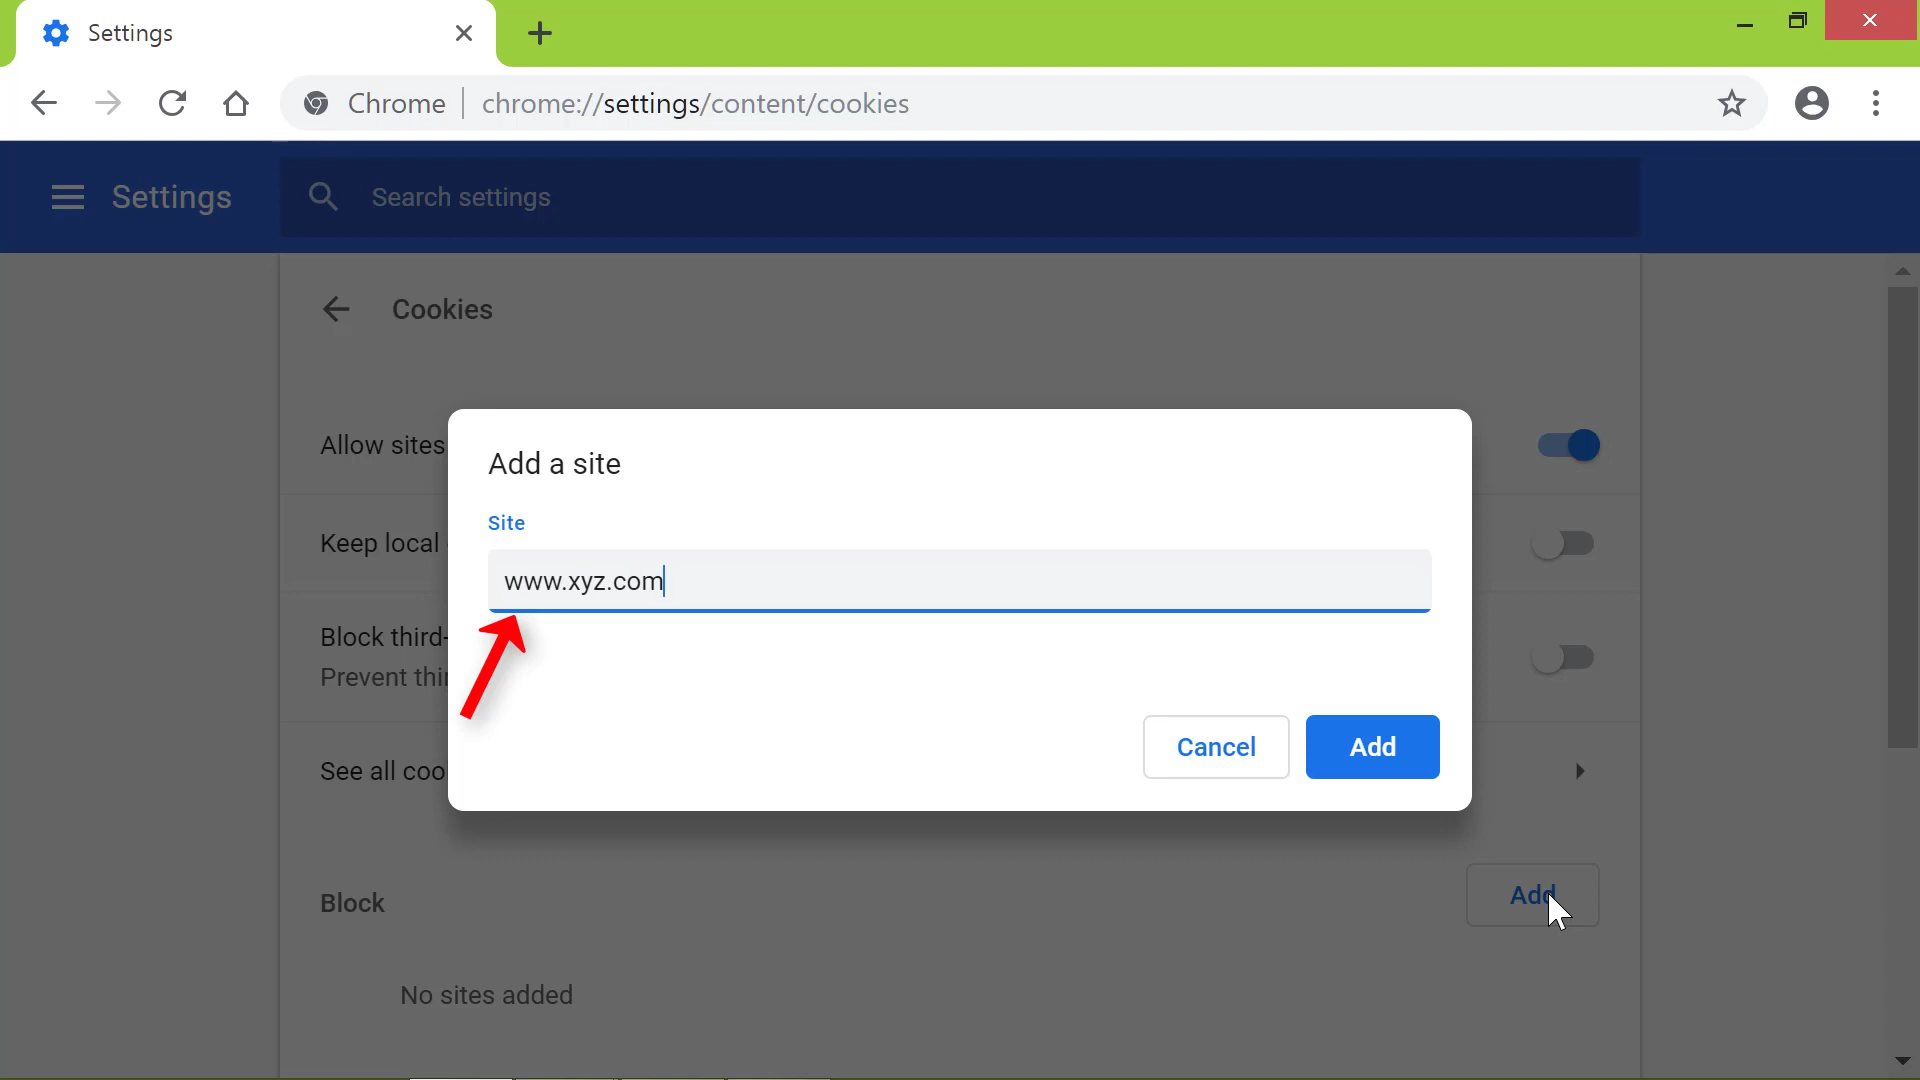 Settings
Chrome
chrome://settings/content/cookies
Settings
Search settings
Cookies
Allow sites
Add a site
Site
Keep local
www.xyz.com
Block third-
Prevent thir
Cancel
Add
See all coo
Block
Add
No sites added